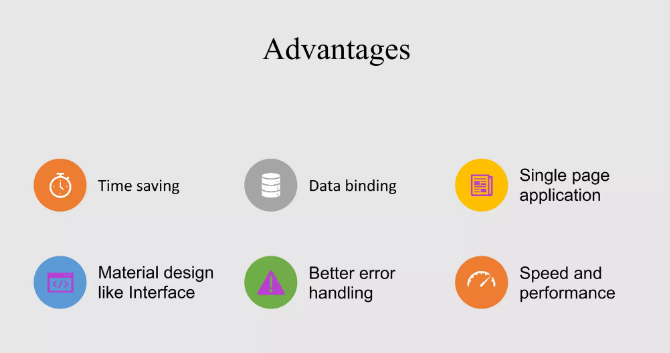 Advantages
Time saving
Data binding
Single page
application
Material design
like Interface
Better error
handling
Speed and
performance